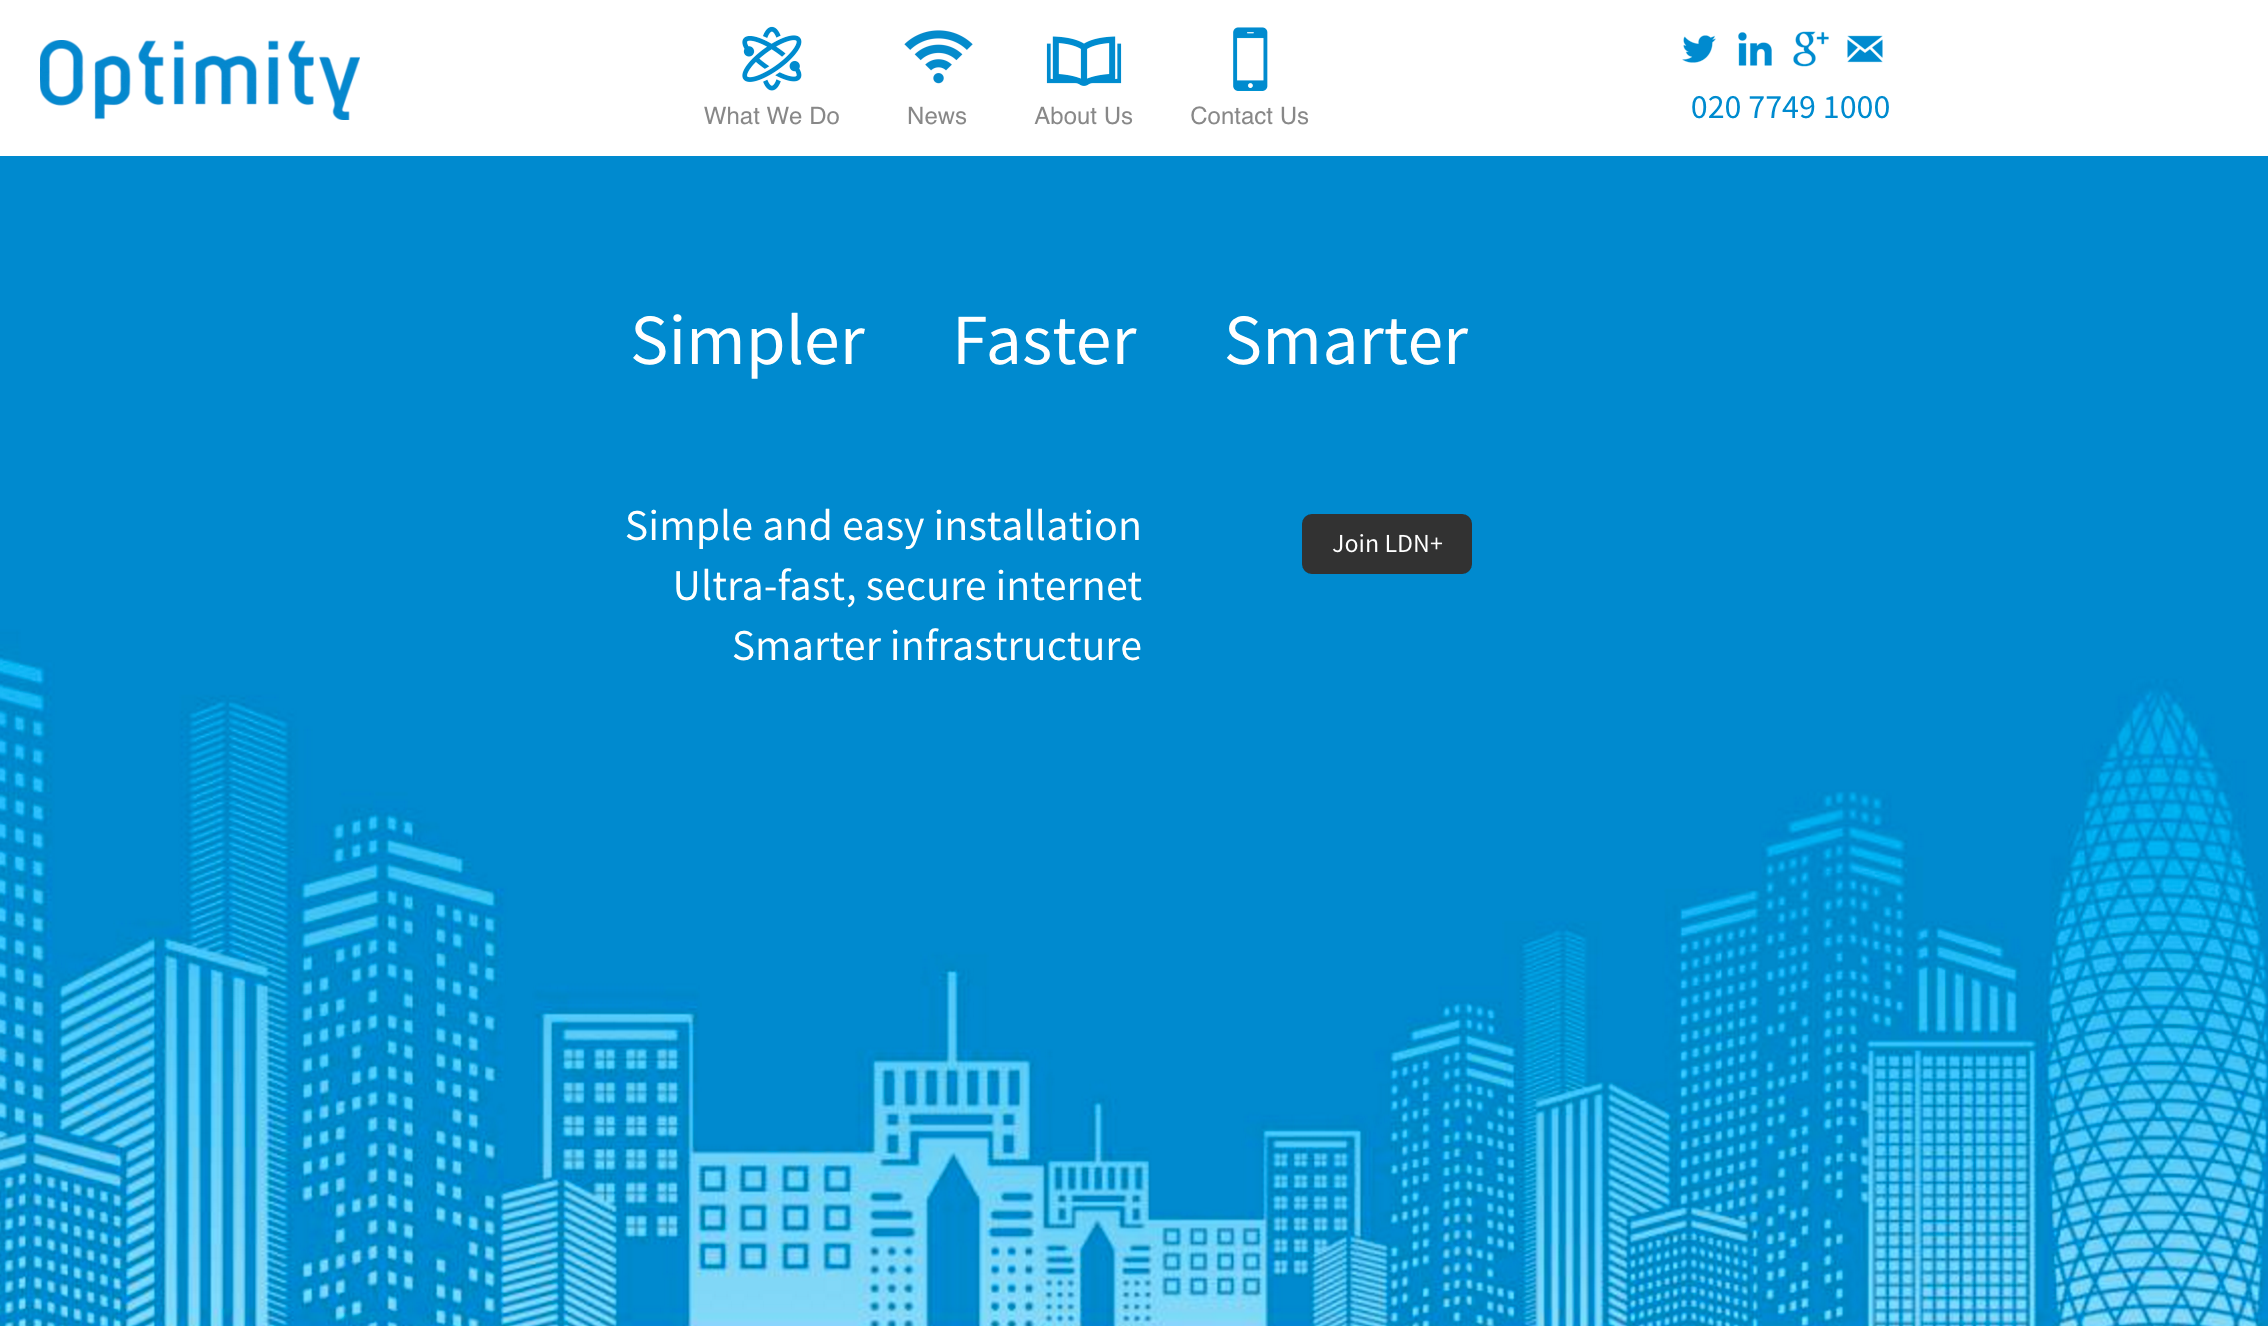 Optimity
What We Do
News
About Us
Contact Us
in
g+
020 7749 1000
Simpler Faster Smarter
Simple and easy installation
Ultra-fast, secure internet
Smarter infrastructure
Join LDN+